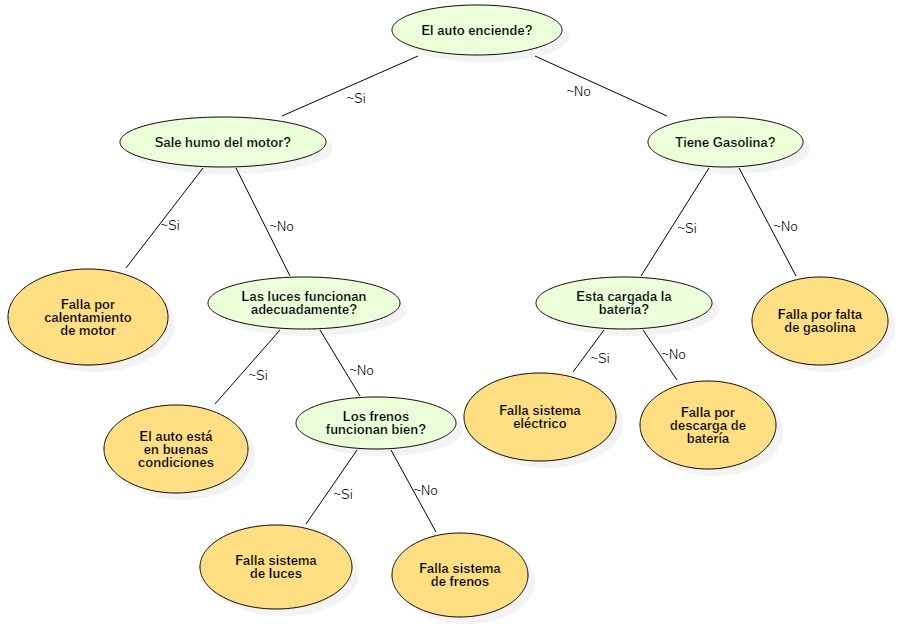 El auto enciende?
~Si
~No
Sale humo del motor?
Tiene Gasolina?
~Si
~No
~Si
~No
Falla por
calentamiento
de motor
Las luces funcionan
adecuadamente?
Esta cargada la
batería?
Falla por falta
de gasolina
~Si
~No
~Si
~No
El auto está
en buenas
condiciones
Los frenos
funcionan bien?
Falla sistema
eléctrico
Falla por
descarga de
batería
~Si
~No
Falla sistema
de luces
Falla sistema
de frenos